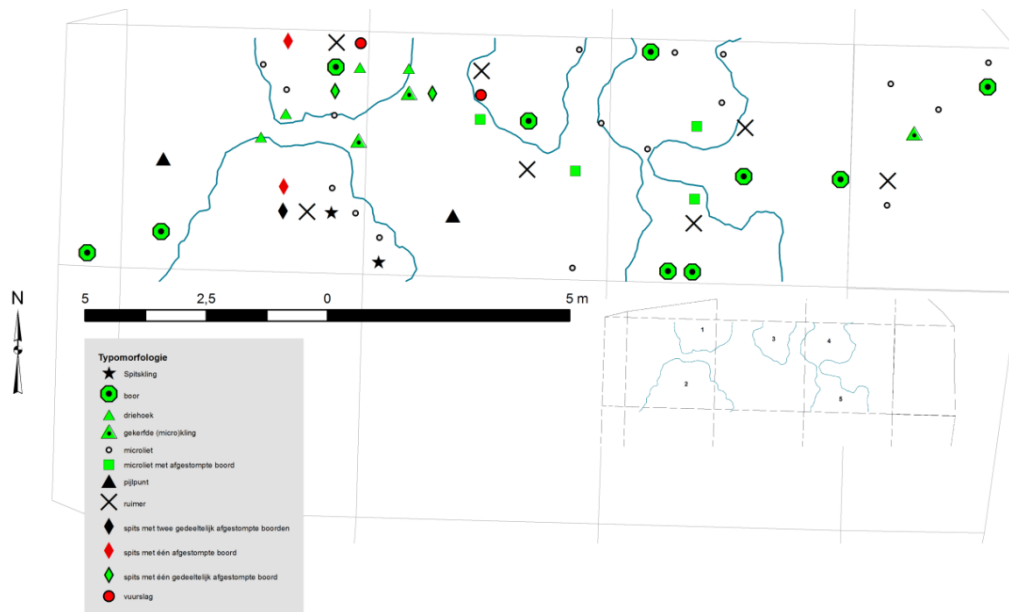 N
5 2,5 0 5 m
1
3
4
2
5
Typomorfologie
Spitskling
boor
driehoek
gekerfde (micro)kling
microliet
microliet met afgestompte boord
pijlpunt
ruimer
spits met twee gedeeltelijk afgestompte boorden
spits met één afgestompte boord
spits met één gedeeltelijk afgestompte boord
vuurslag